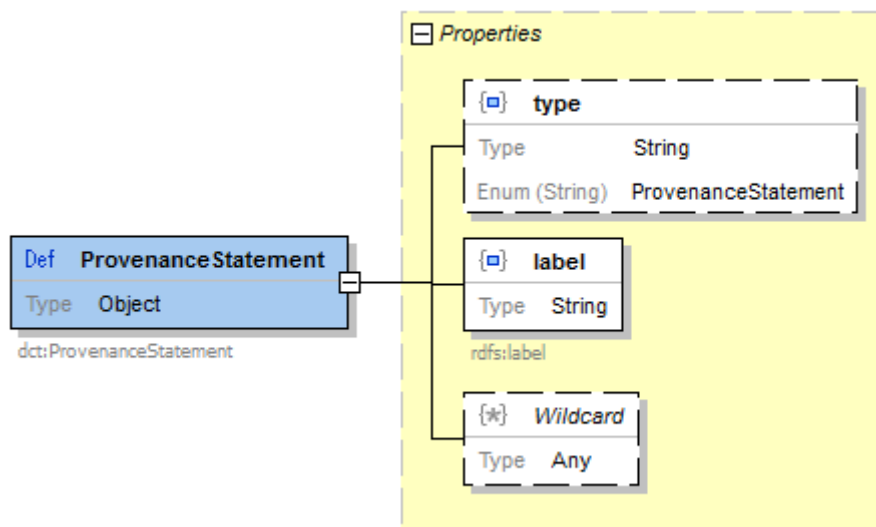 Properties
{ } type
Type String
Enum (String) ProvenanceStatement
Def ProvenanceStatement
Type Object
dct:ProvenanceStatement
{ } label
Type String
rdfs:label
{*} Wildcard
Type Any